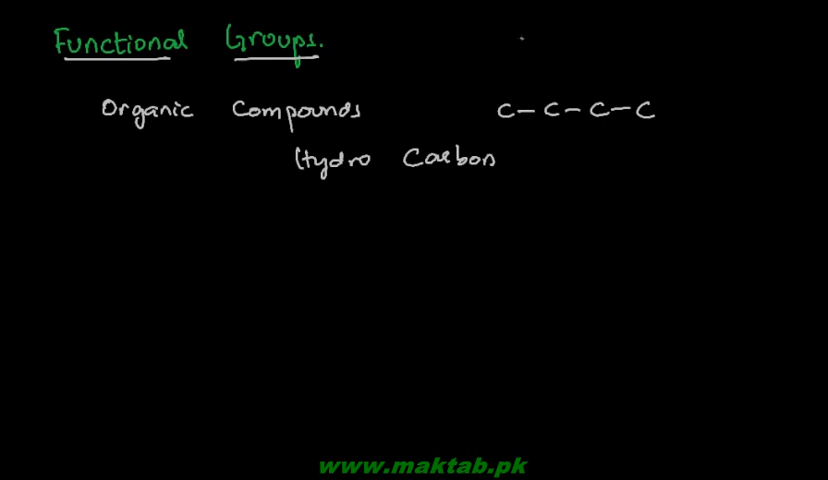 Functional Groups.
Organic Compounds C-C-C-C
Hydro Carbon
www.maktab.pk